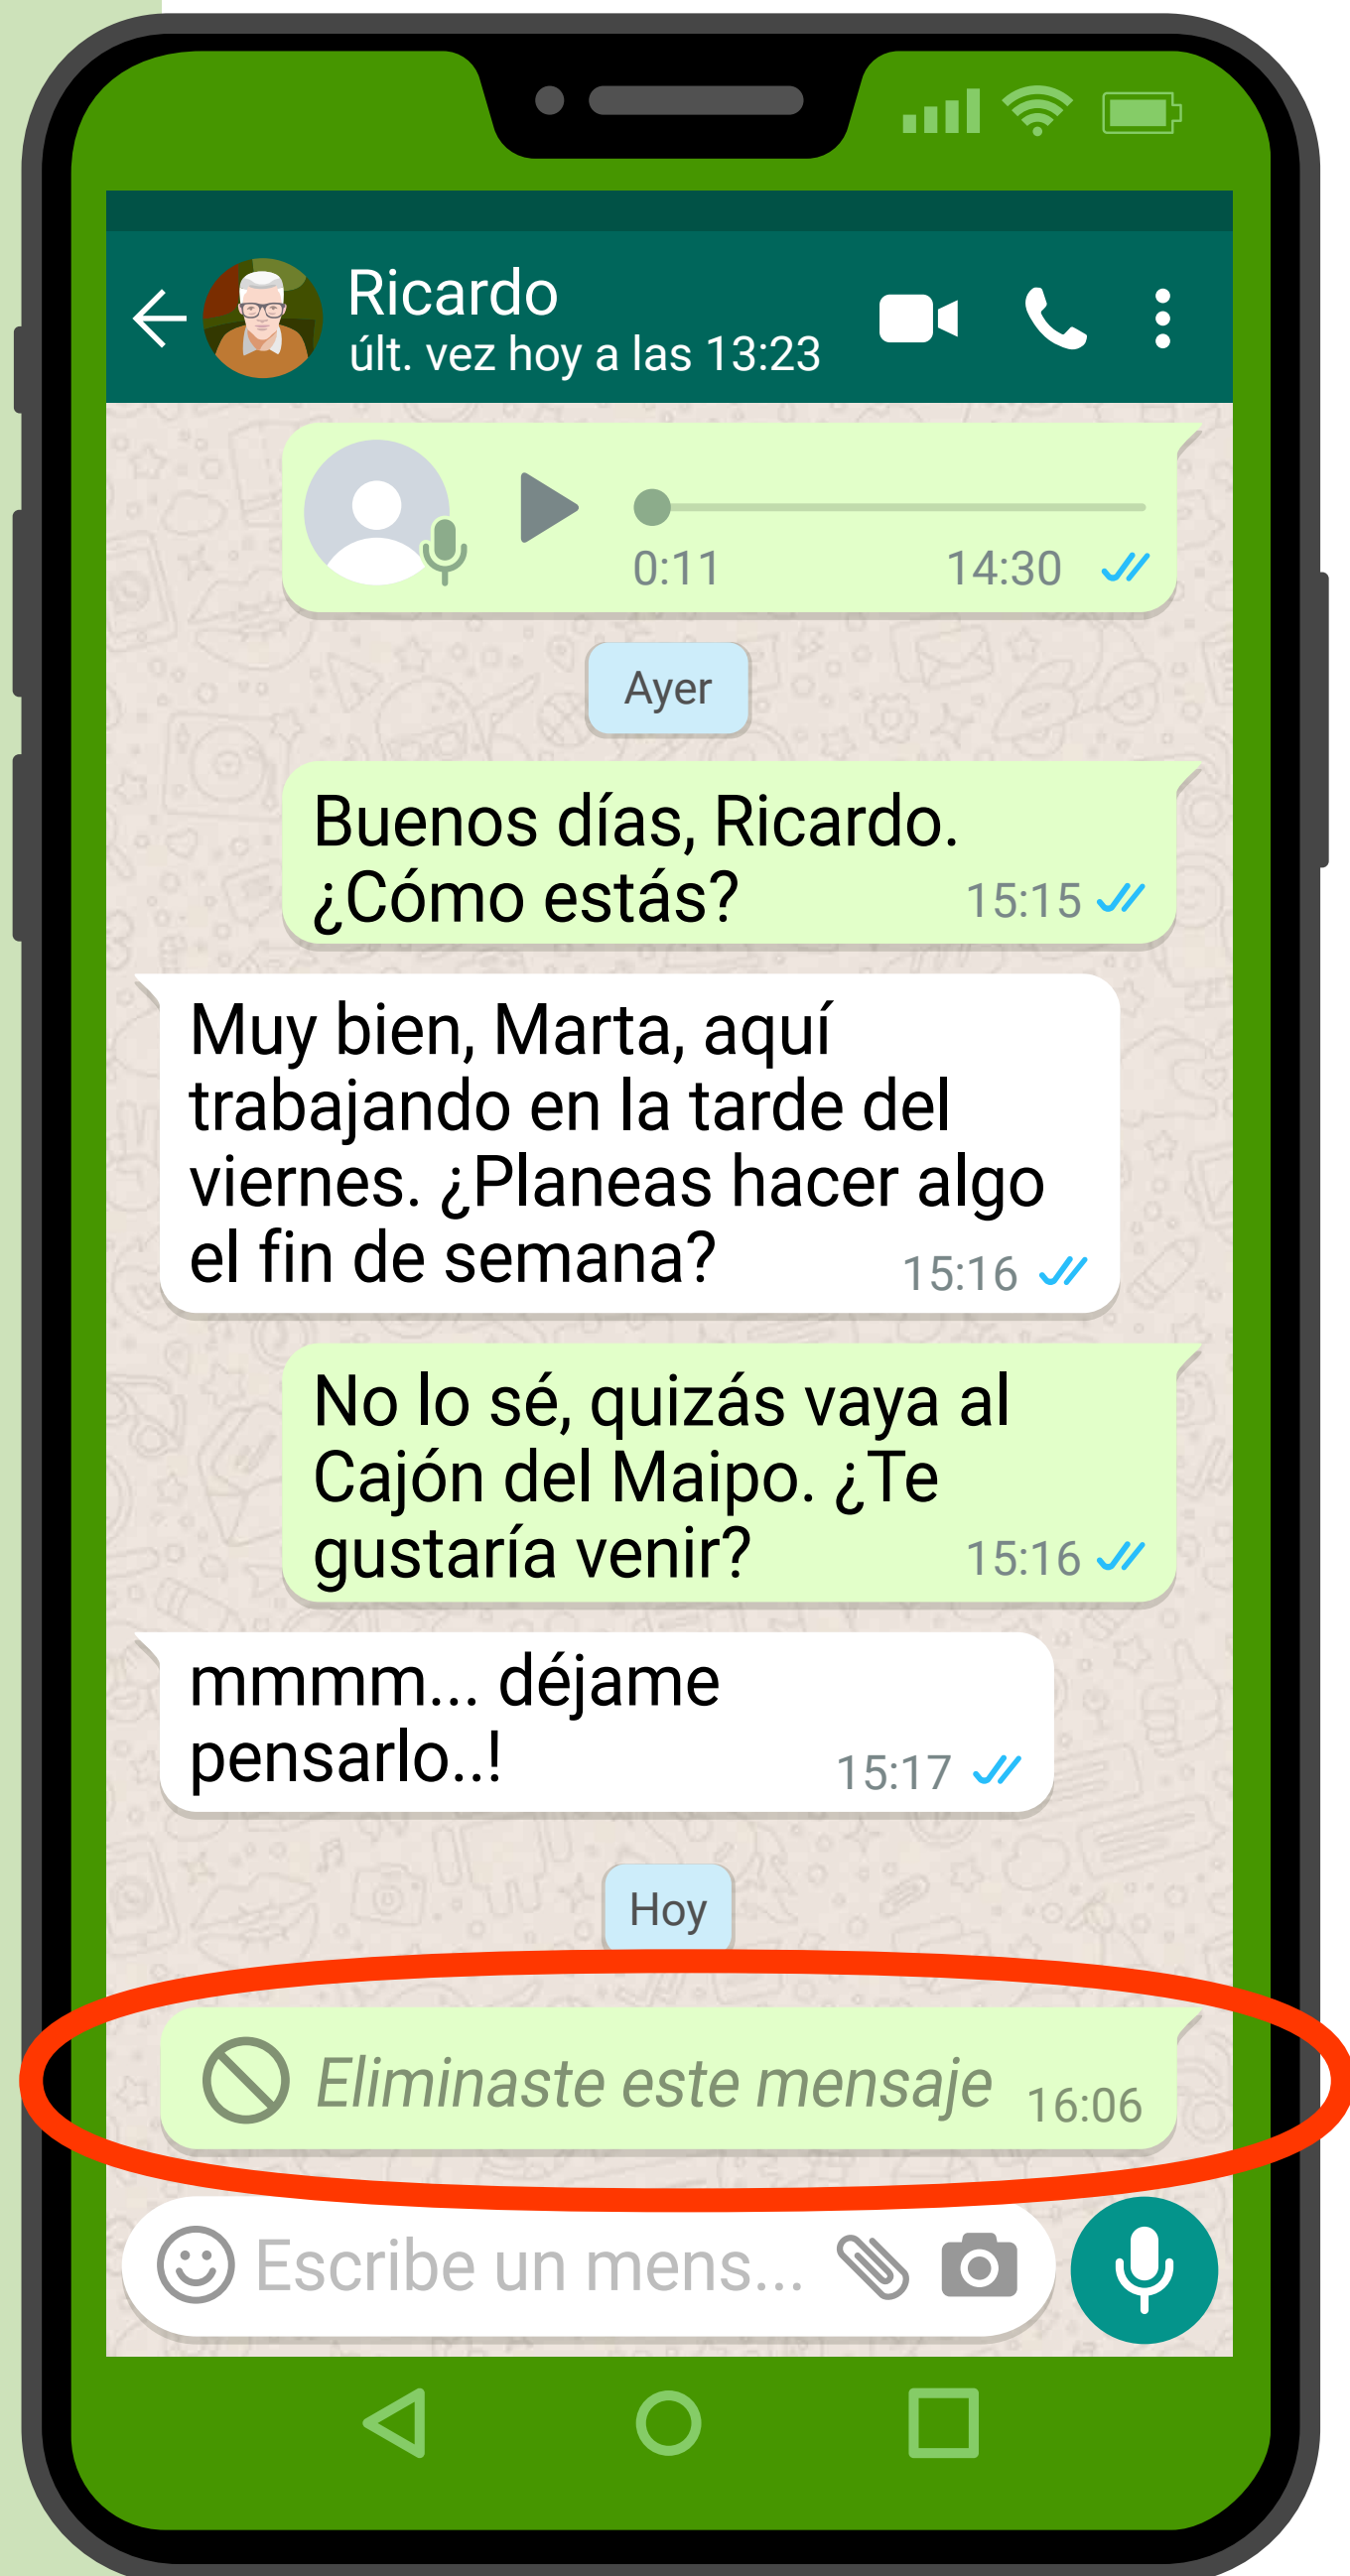 Ricardo
últ. vez hoy a las 13:23
0:11 14:30
Ayer
Buenos días, Ricardo.
¿Cómo estás? 15:15
Muy bien, Marta, aquí
trabajando en la tarde del
viernes. ¿Planeas hacer algo
el fin de semana? 15:16
No lo sé, quizás vaya al
Cajón del Maipo. ¿Te
gustaría venir? 15:16
mmmm... déjame
pensarlo..! 15:17
Hoy
Eliminaste este mensaje 16:06
Escribe un mens...